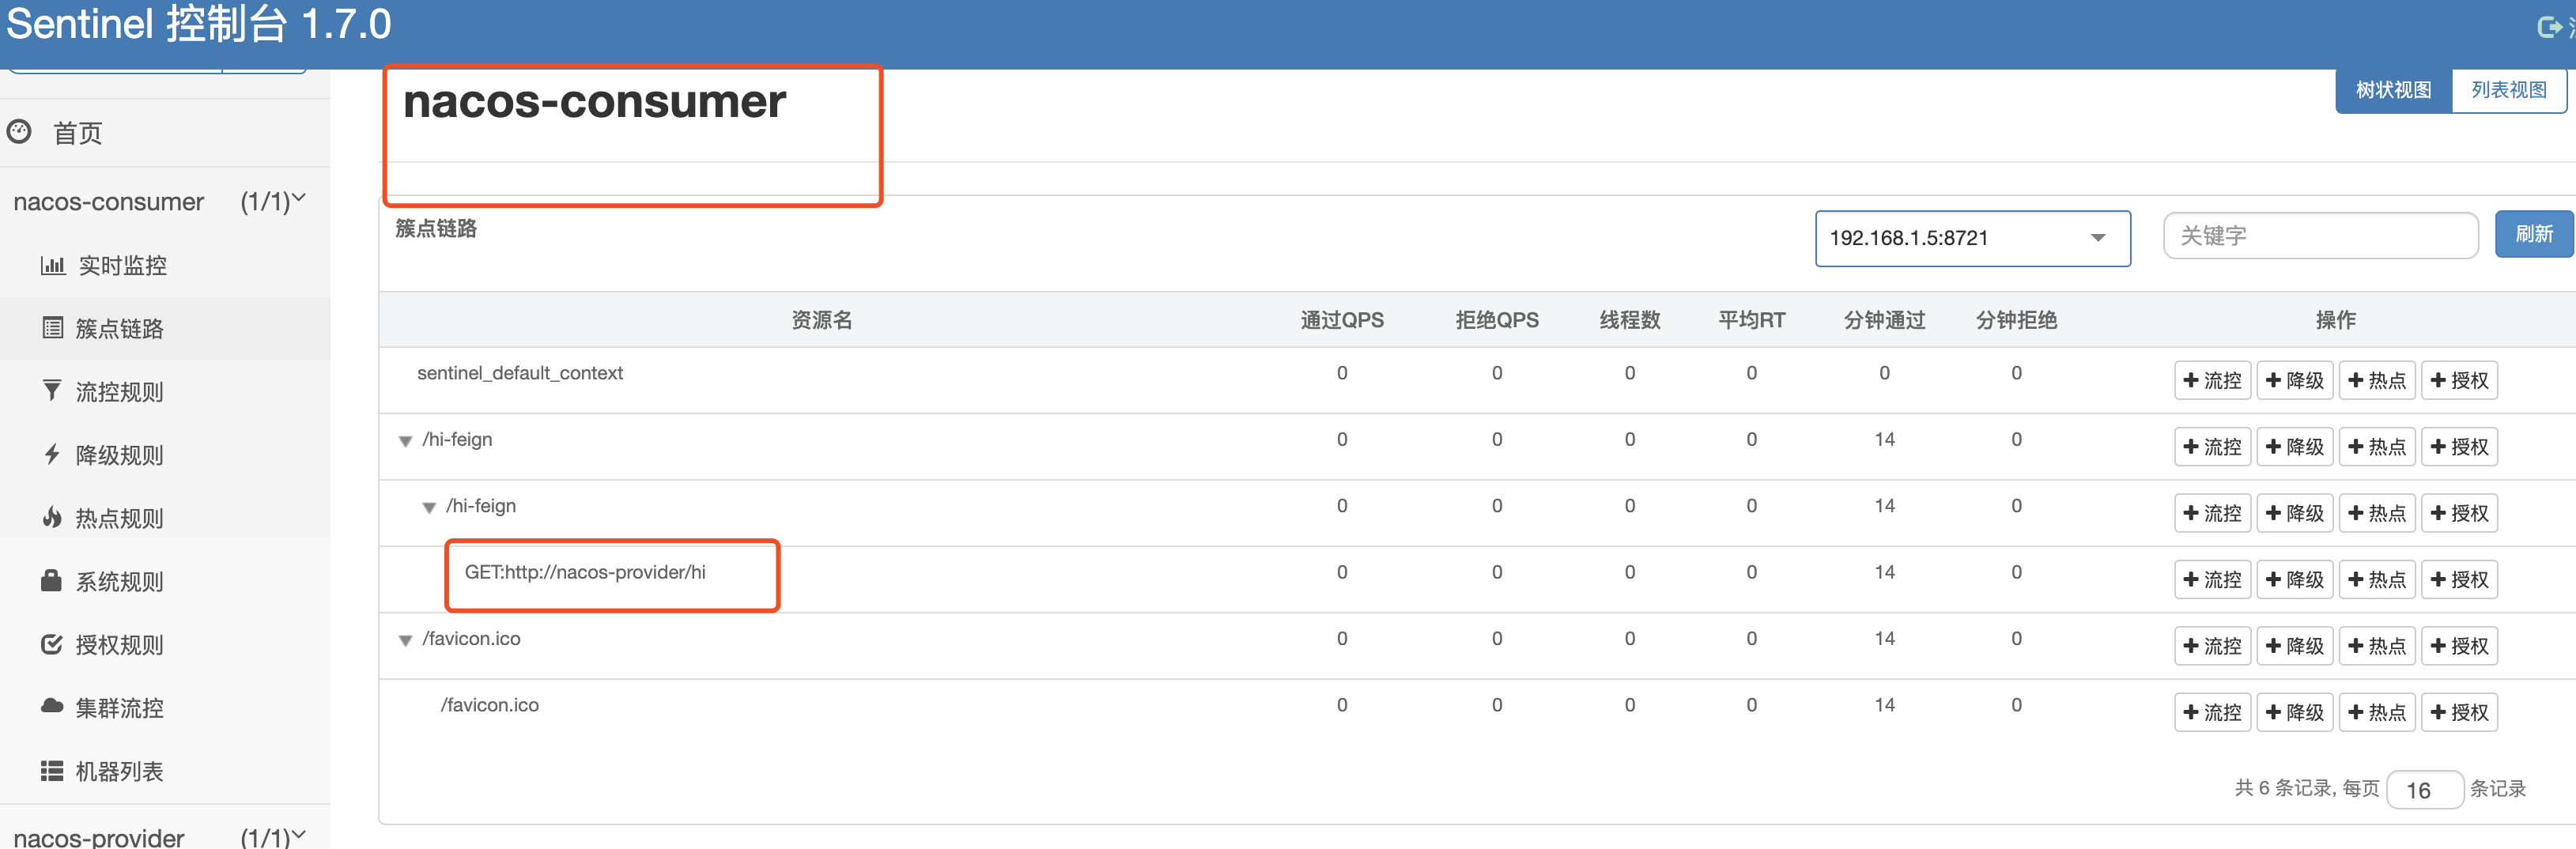 Sentinel 控制台 1.7.0
首页
nacos-consumer (1/1)
实时监控
簇点链路
流控规则
降级规则
热点规则
系统规则
授权规则
集群流控
机器列表
nacos-provider (1/1)
nacos-consumer
树状视图 列表视图
簇点链路 192.168.1.5:8721 关键字 刷新
资源名 通过QPS 拒绝QPS 线程数 平均RT 分钟通过 分钟拒绝 操作
sentinel_default_context 0 0 0 0 0 0 + 流控 + 降级 + 热点 + 授权
/hi-feign 0 0 0 0 14 0 + 流控 + 降级 + 热点 + 授权
/hi-feign 0 0 0 0 14 0 + 流控 + 降级 + 热点 + 授权
GET:http://nacos-provider/hi 0 0 0 0 14 0 + 流控 + 降级 + 热点 + 授权
/favicon.ico 0 0 0 0 14 0 + 流控 + 降级 + 热点 + 授权
/favicon.ico 0 0 0 0 14 0 + 流控 + 降级 + 热点 + 授权
共 6 条记录, 每页 16 条记录